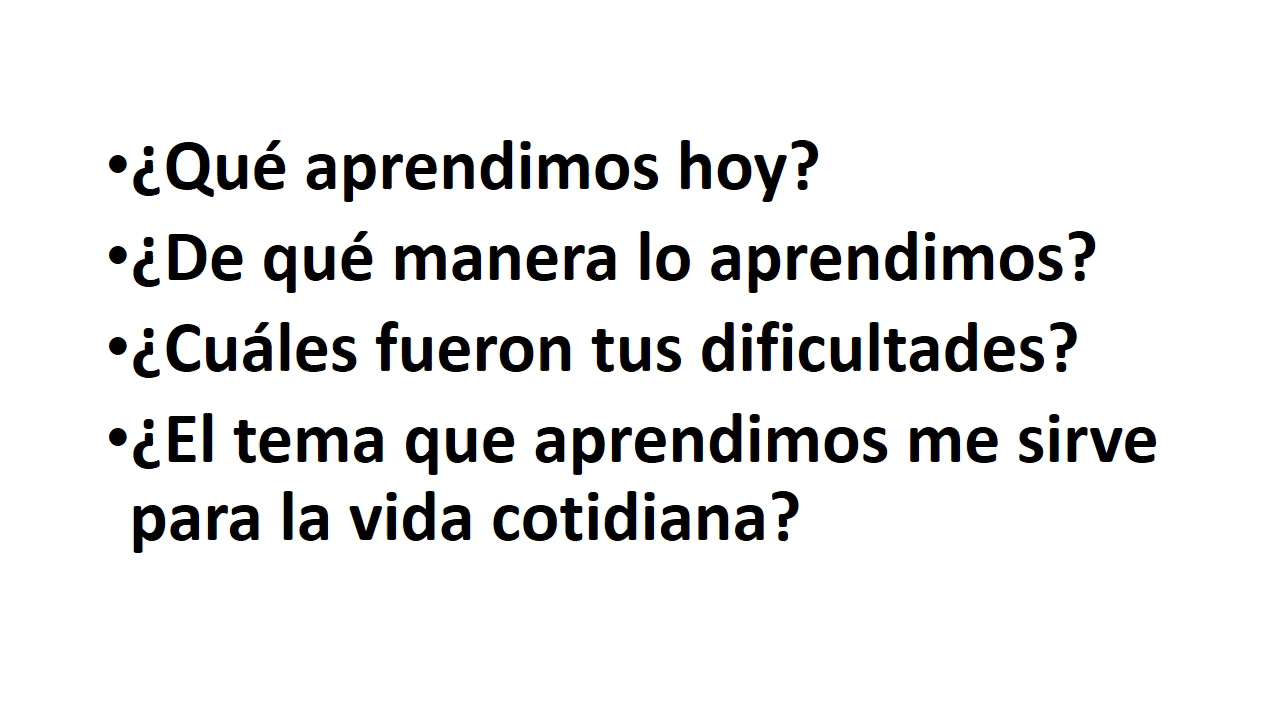 •¿Qué aprendimos hoy?
•¿De qué manera lo aprendimos?
•¿Cuáles fueron tus dificultades?
•¿El tema que aprendimos me sirve
para la vida cotidiana?